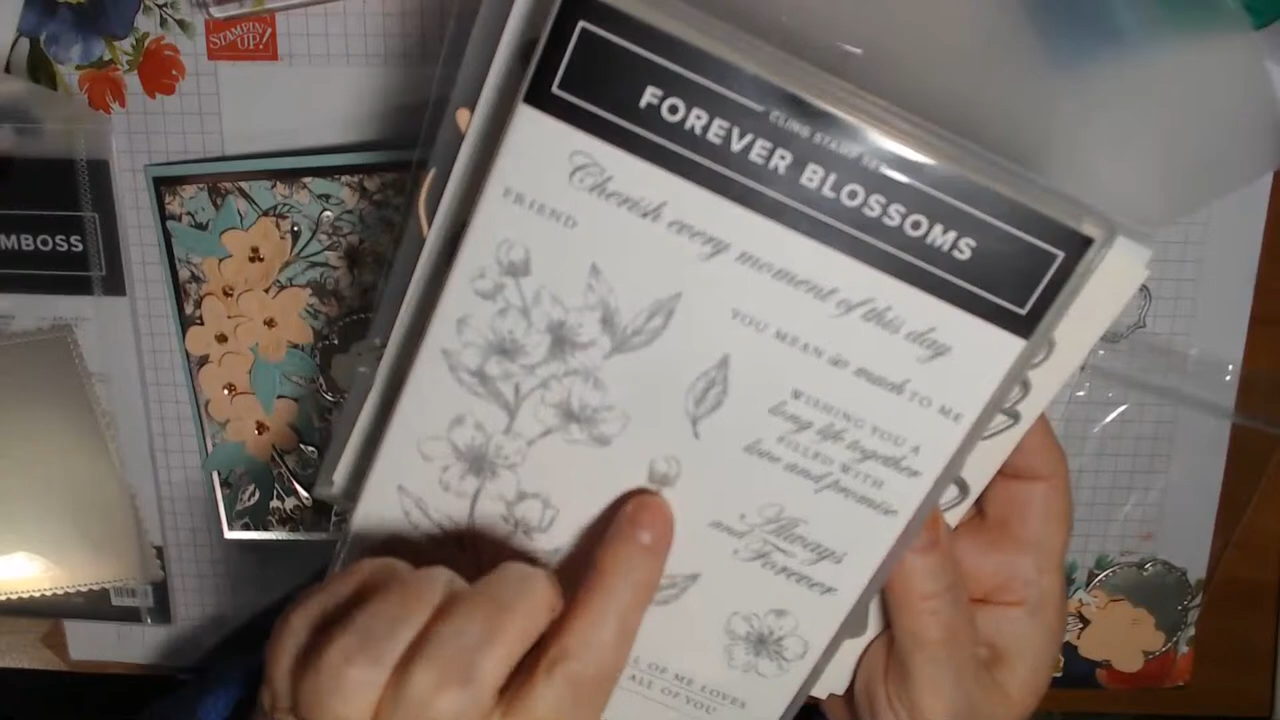 STAMPIN' UP!
MBOSS
CLING STAMP SET
FOREVER BLOSSOMS
Cherish every moment of this day
FRIEND
YOU MEAN so much TO ME
WISHING YOU A
long life together
FILLED WITH
love and promise
Always
and Forever
OF ME LOVES
ALL OF YOU